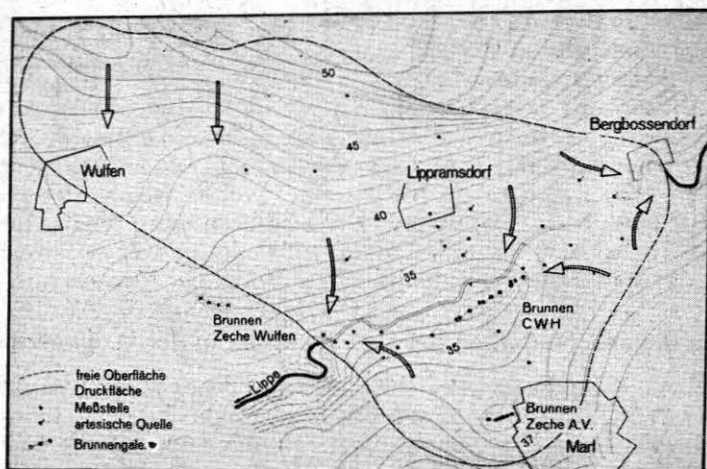 50
Bergbossendorf
45
Wulfen
Lippramsdorf
40
35
Brunnen
Zeche Wulfen
Brunnen
CWH
35
Lippe
freie Oberfläche
Druckfläche
Meßstelle
artesische Quelle
Brunnengale
Brunnen
Zeche A.V.
37
Marl